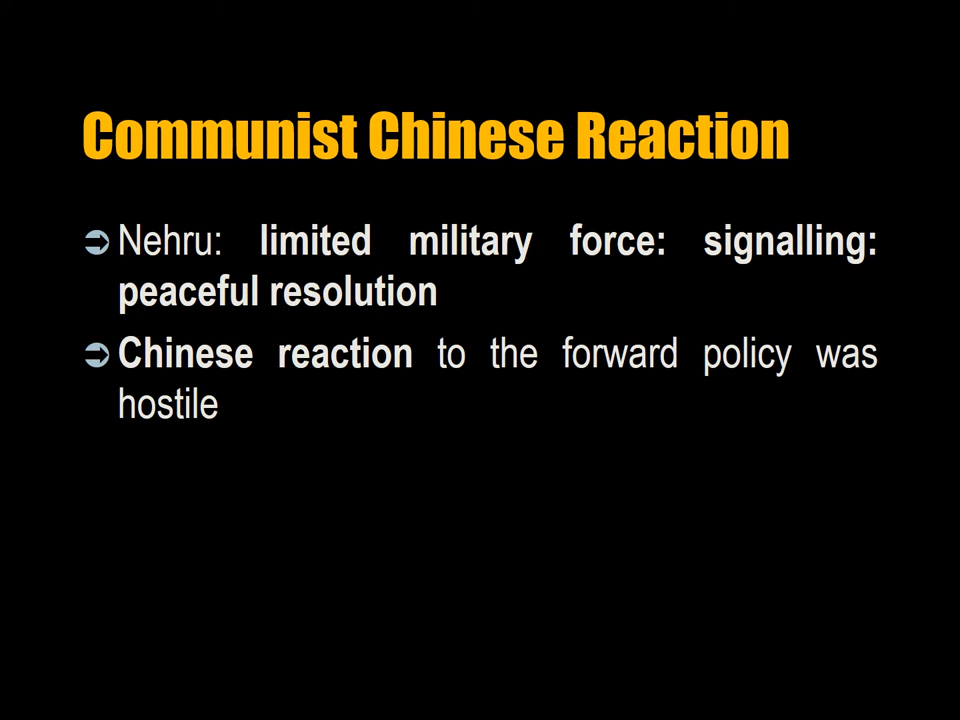 Communist Chinese Reaction
Nehru: limited military force: signalling:
peaceful resolution
Chinese reaction to the forward policy was
hostile